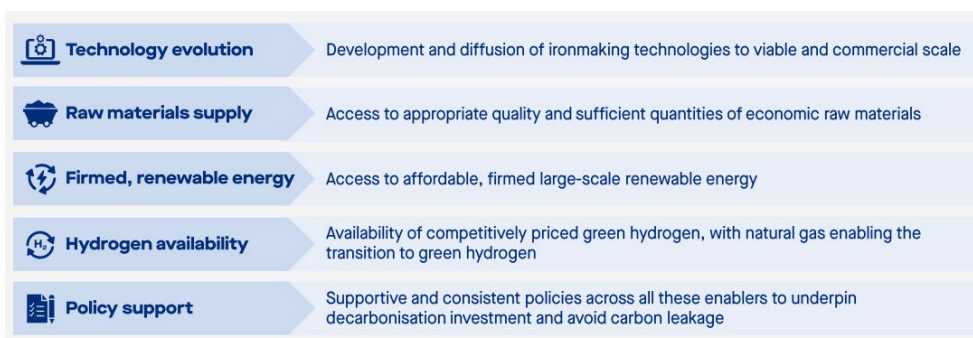 Technology evolution
Development and diffusion of ironmaking technologies to viable and commercial scale
Raw materials supply
Access to appropriate quality and sufficient quantities of economic raw materials
Firmed, renewable energy
Access to affordable, firmed large-scale renewable energy
H₂
Hydrogen availability
Availability of competitively priced green hydrogen, with natural gas enabling the
transition to green hydrogen
Policy support
Supportive and consistent policies across all these enablers to underpin
decarbonisation investment and avoid carbon leakage